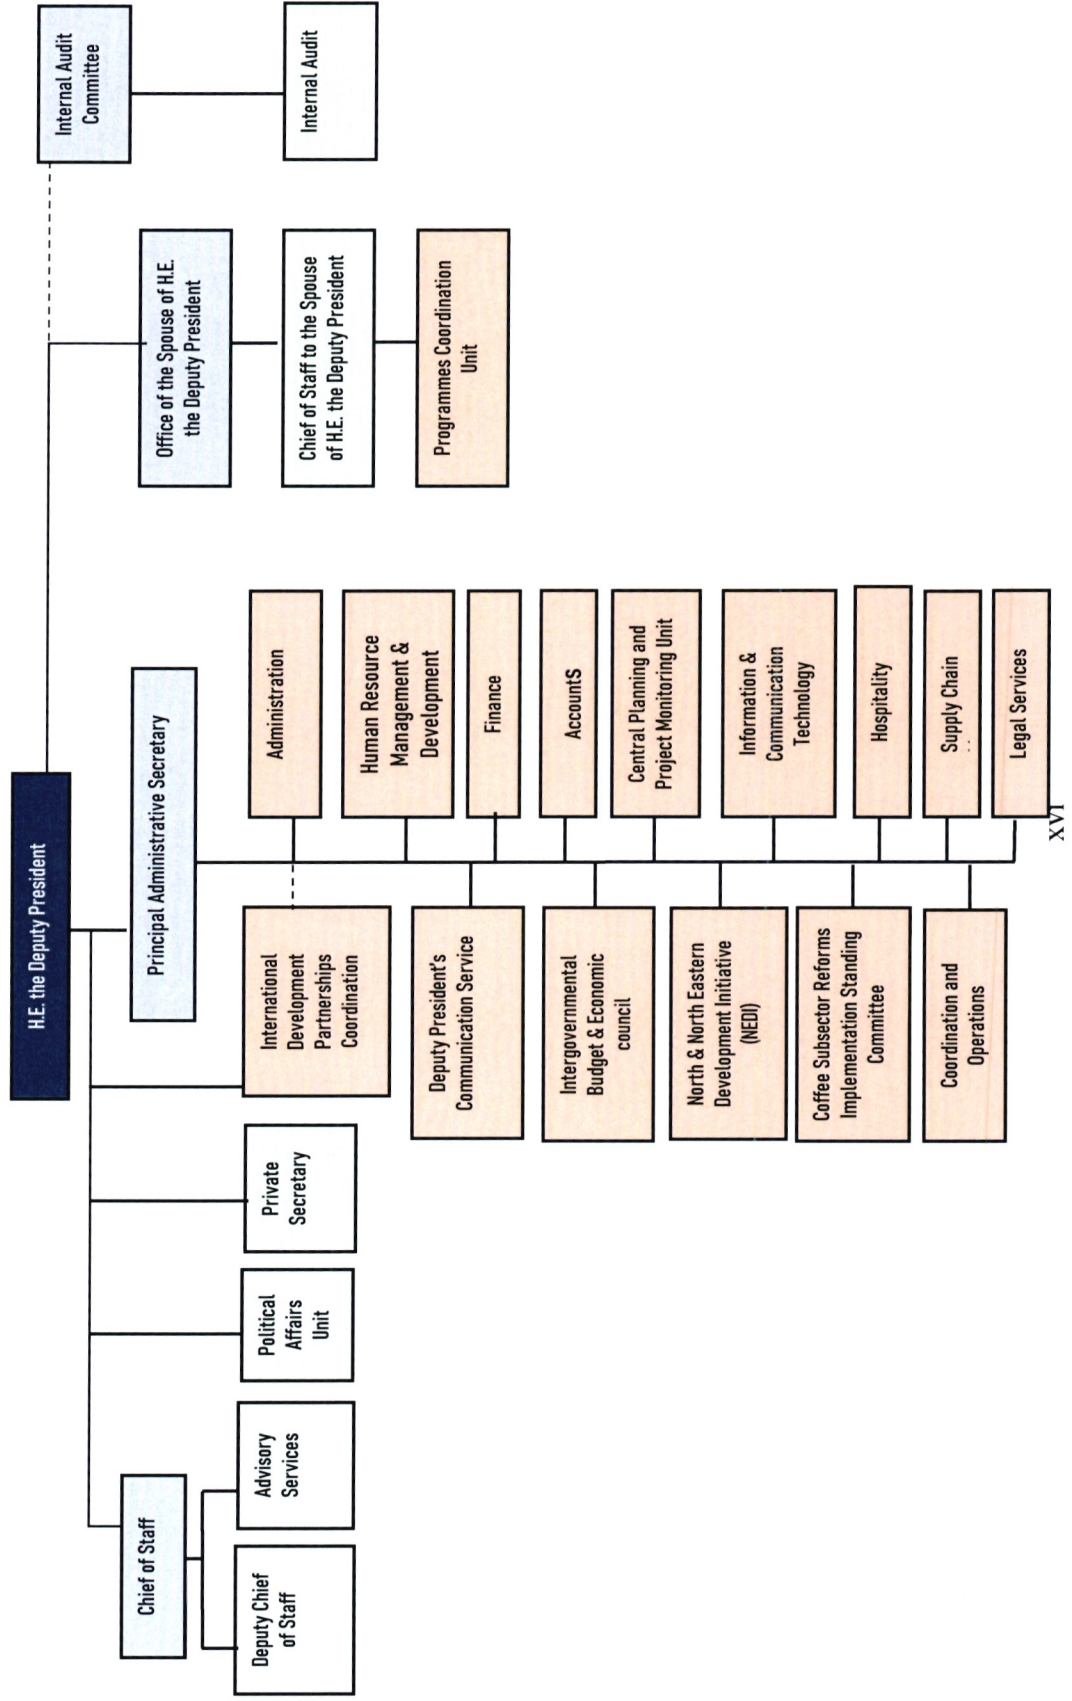 H.E. the Deputy President
Internal Audit
Committee
Internal Audit
Office of the Spouse of H.E.
the Deputy President
Chief of Staff to the Spouse
of H.E. the Deputy President
Programmes Coordination
Unit
Principal Administrative Secretary
Chief of Staff
Deputy Chief
of Staff
Advisory
Services
Political
Affairs
Unit
Private
Secretary
International
Development
Partnerships
Coordination
Deputy President's
Communication Service
Intergovernmental
Budget & Economic
council
North & North Eastern
Development Initiative
(NEDI)
Coffee Subsector Reforms
Implementation Standing
Committee
Coordination and
Operations
Administration
Human Resource
Management &
Development
Finance
AccountS
Central Planning and
Project Monitoring Unit
Information &
Communication
Technology
Hospitality
Supply Chain
Legal Services
XVI